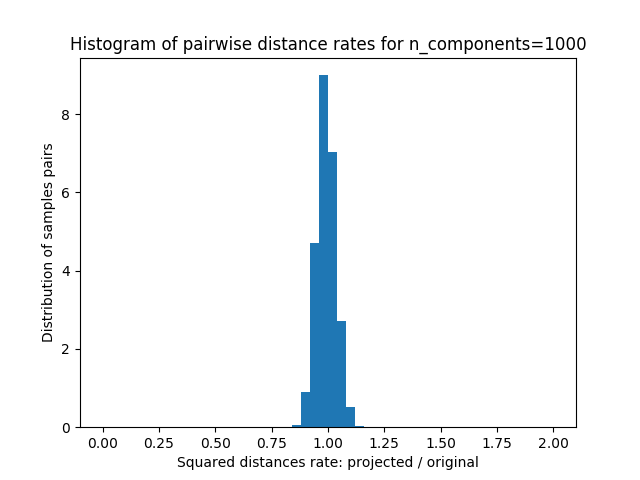 Histogram of pairwise distance rates for n_components=1000
Distribution of samples pairs
8
6
4
2
0
0.00 0.25 0.50 0.75 1.00 1.25 1.50 1.75 2.00
Squared distances rate: projected / original